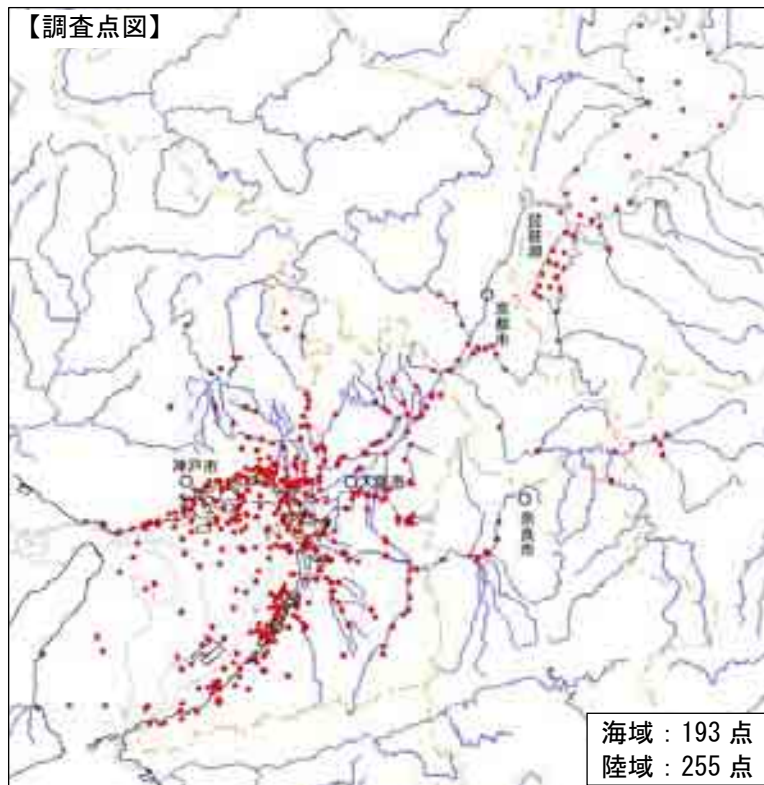 【調査点図】
琵琶湖
京都市
神戸市
大阪市
奈良市
海域：193 点
陸域：255 点